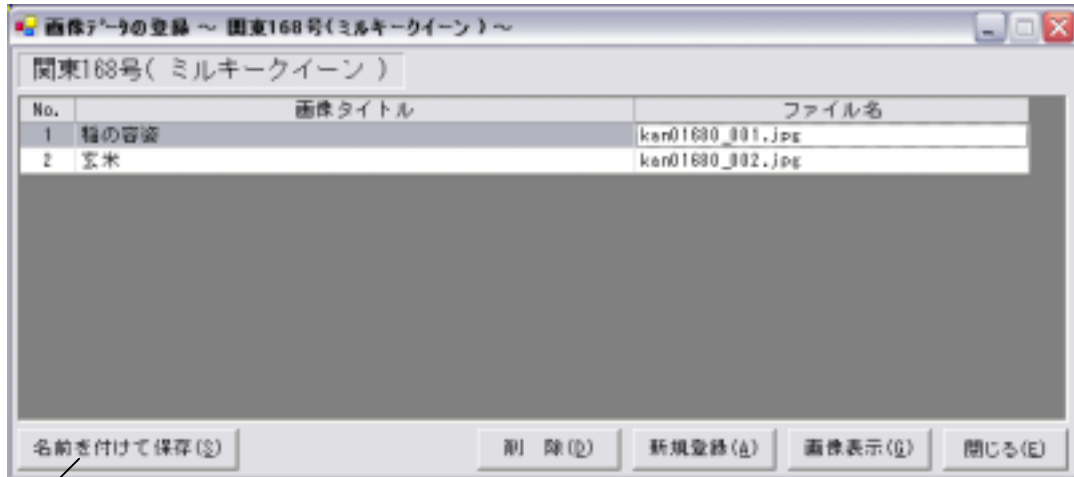 画像データの登録 ～ 関東168号(ミルキークイーン)～
関東168号( ミルキークイーン )
No. 画像タイトル ファイル名
1 稲の容姿 kan01680_001.jpg
2 玄米 kan01680_002.jpg
名前を付けて保存(S) 削 除(D) 新規登録(A) 画像表示(G) 閉じる(E)